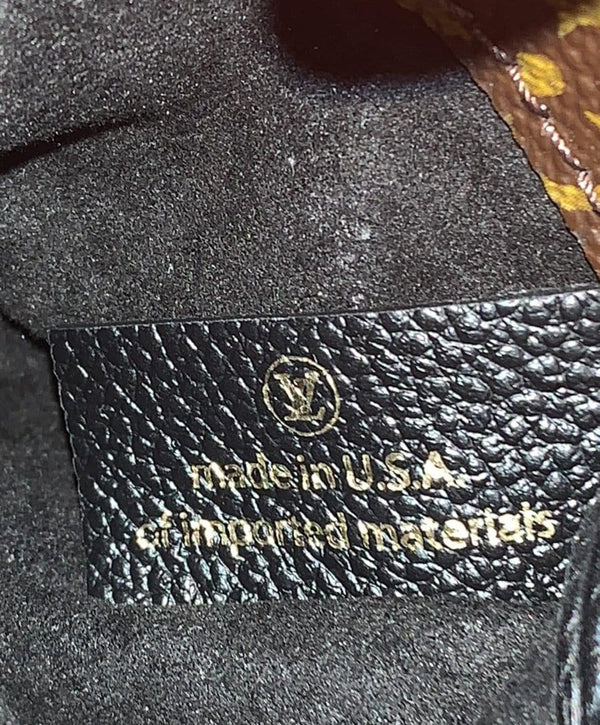 LV
made in U.S.A.
of imported materials